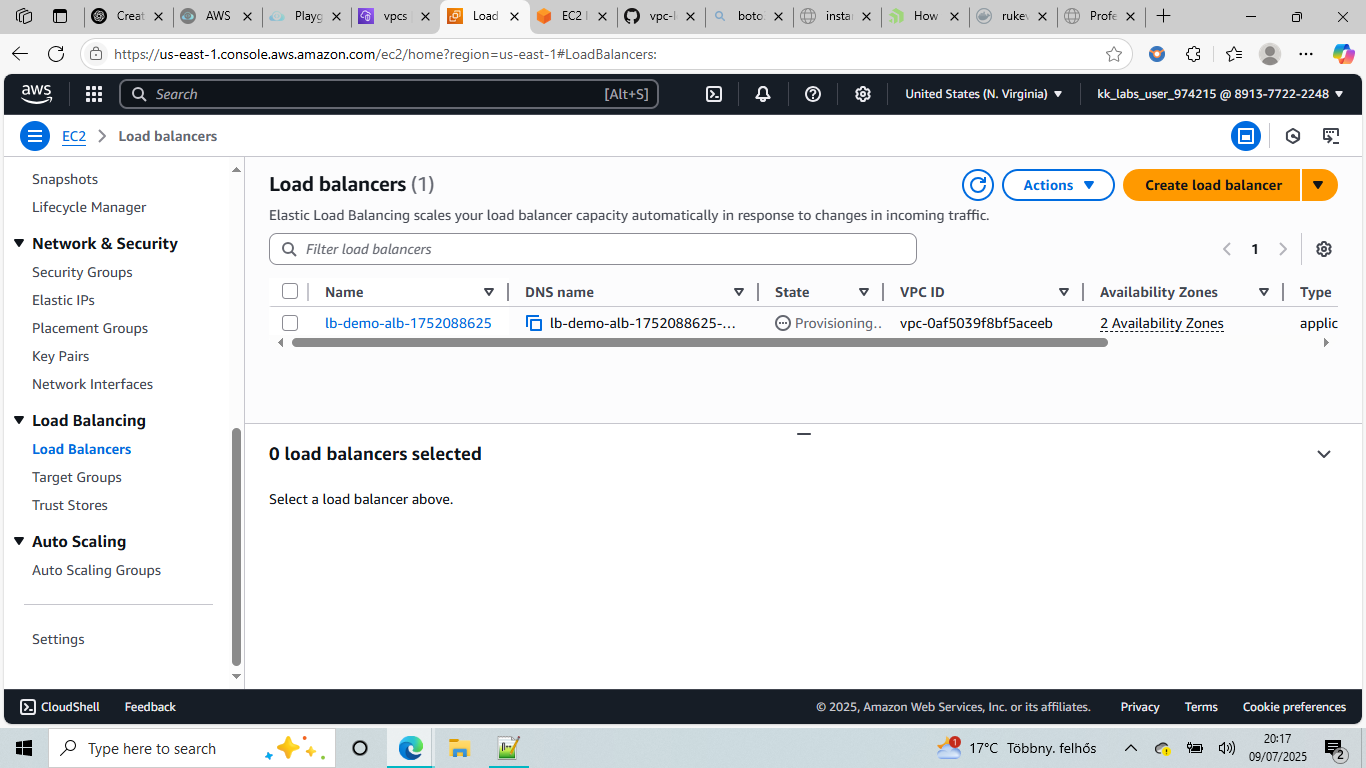 Creat
AWS
Playg
vpcs
Load
EC2 l
vpc-l
boto
insta
How
rukev
Profe
https://us-east-1.console.aws.amazon.com/ec2/home?region=us-east-1#LoadBalancers:
aws
Search
[Alt+S]
United States (N. Virginia)
kk_labs_user_974215 @ 8913-7722-2248
EC2
Load balancers
Snapshots
Lifecycle Manager
Network & Security
Security Groups
Elastic IPs
Placement Groups
Key Pairs
Network Interfaces
Load Balancing
Load Balancers
Target Groups
Trust Stores
Auto Scaling
Auto Scaling Groups
Settings
Load balancers (1)
Actions
Create load balancer
Elastic Load Balancing scales your load balancer capacity automatically in response to changes in incoming traffic.
Filter load balancers
1
Name DNS name State VPC ID Availability Zones Type
lb-demo-alb-1752088625 lb-demo-alb-1752088625-... Provisioning.. vpc-0af5039f8bf5aceeb 2 Availability Zones applic
0 load balancers selected
Select a load balancer above.
CloudShell Feedback © 2025, Amazon Web Services, Inc. or its affiliates. Privacy Terms Cookie preferences
Type here to search
1
17°C Többny. felhős
20:17
09/07/2025
2